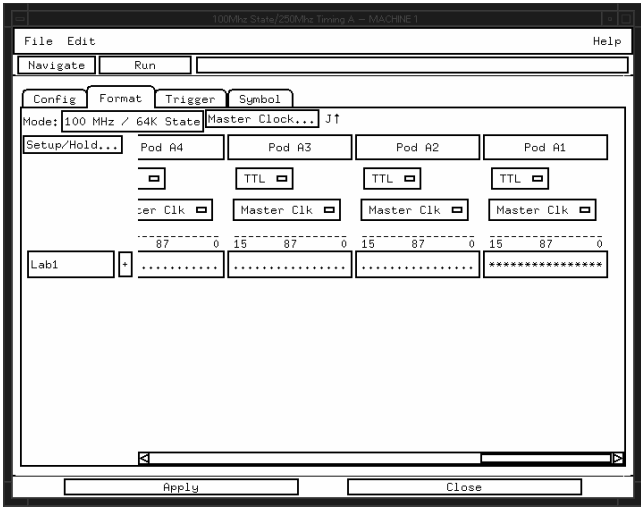 100Mhz State/250Mhz Timing A — MACHINE 1
File Edit Help
Navigate Run
Config Format Trigger Symbol
Mode: 100 MHz / 64K State Master Clock... J↑
Setup/Hold... Pod A4 Pod A3 Pod A2 Pod A1
TTL TTL TTL
ter Clk Master Clk Master Clk Master Clk
87 0 15 87 0 15 87 0 15 87 0
Lab1 + ........... ............... ............... ***************
Apply Close